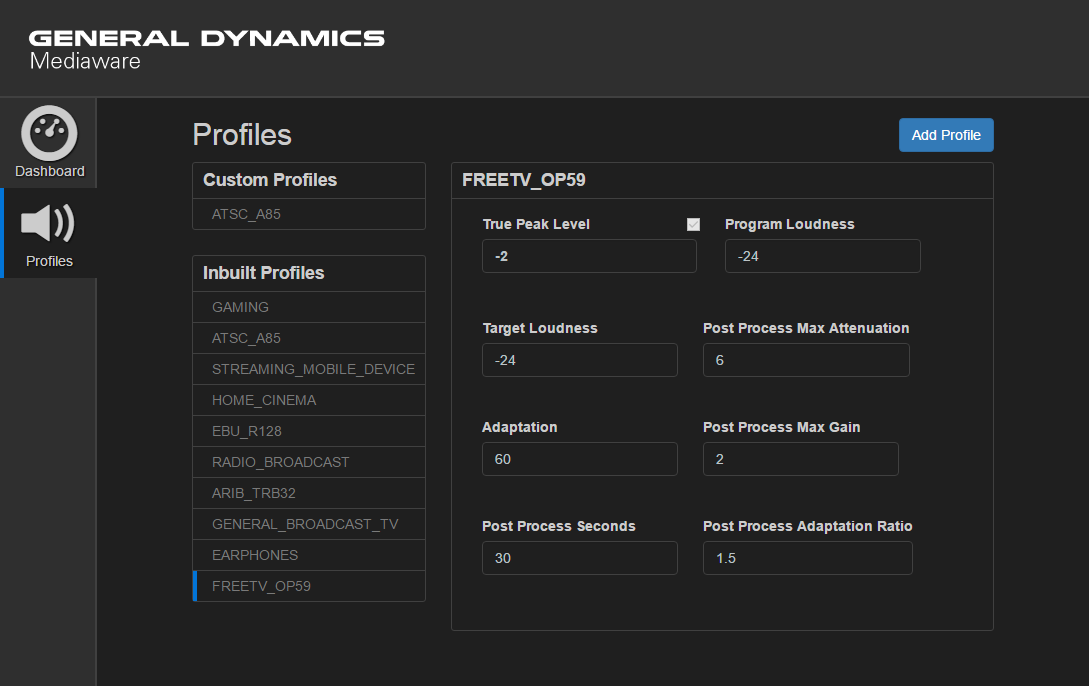 GENERAL DYNAMICS
Mediaware
Dashboard
Profiles
Profiles
Add Profile
Custom Profiles
ATSC_A85
Inbuilt Profiles
GAMING
ATSC_A85
STREAMING_MOBILE_DEVICE
HOME_CINEMA
EBU_R128
RADIO_BROADCAST
ARIB_TRB32
GENERAL_BROADCAST_TV
EARPHONES
FREETV_OP59
FREETV_OP59
True Peak Level
-2
Program Loudness
-24
Target Loudness
-24
Post Process Max Attenuation
6
Adaptation
60
Post Process Max Gain
2
Post Process Seconds
30
Post Process Adaptation Ratio
1.5